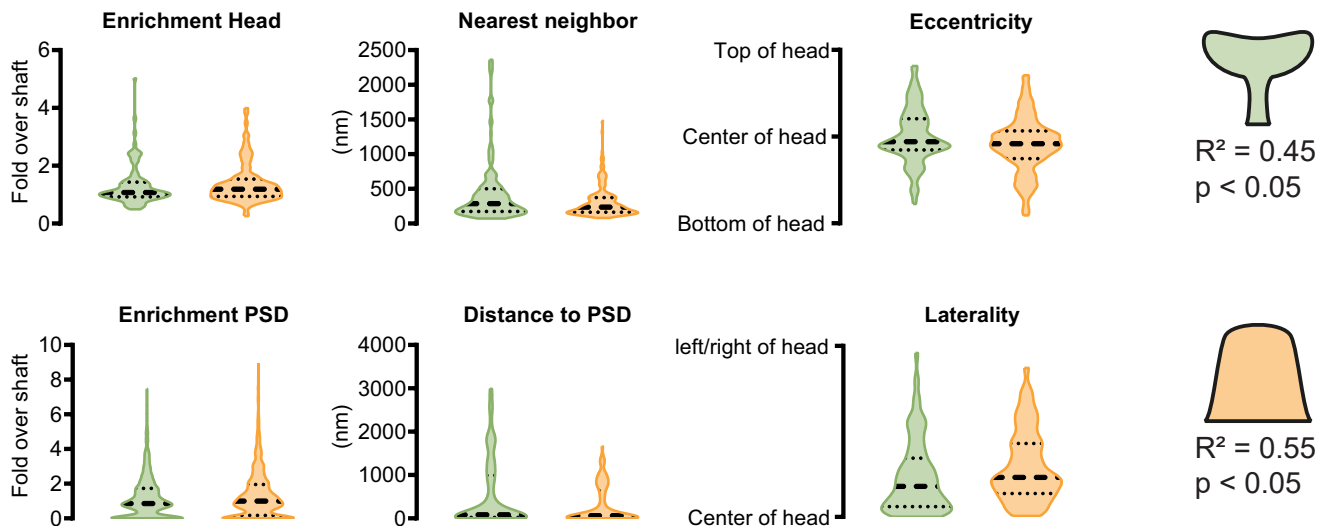 Enrichment Head
Fold over shaft
6
4
2
0
Nearest neighbor
(nm)
2500
2000
1500
1000
500
0
Eccentricity
Top of head
Center of head
Bottom of head
R² = 0.45
p < 0.05
Enrichment PSD
Fold over shaft
10
8
6
4
2
0
Distance to PSD
(nm)
4000
3000
2000
1000
0
Laterality
left/right of head
Center of head
R² = 0.55
p < 0.05